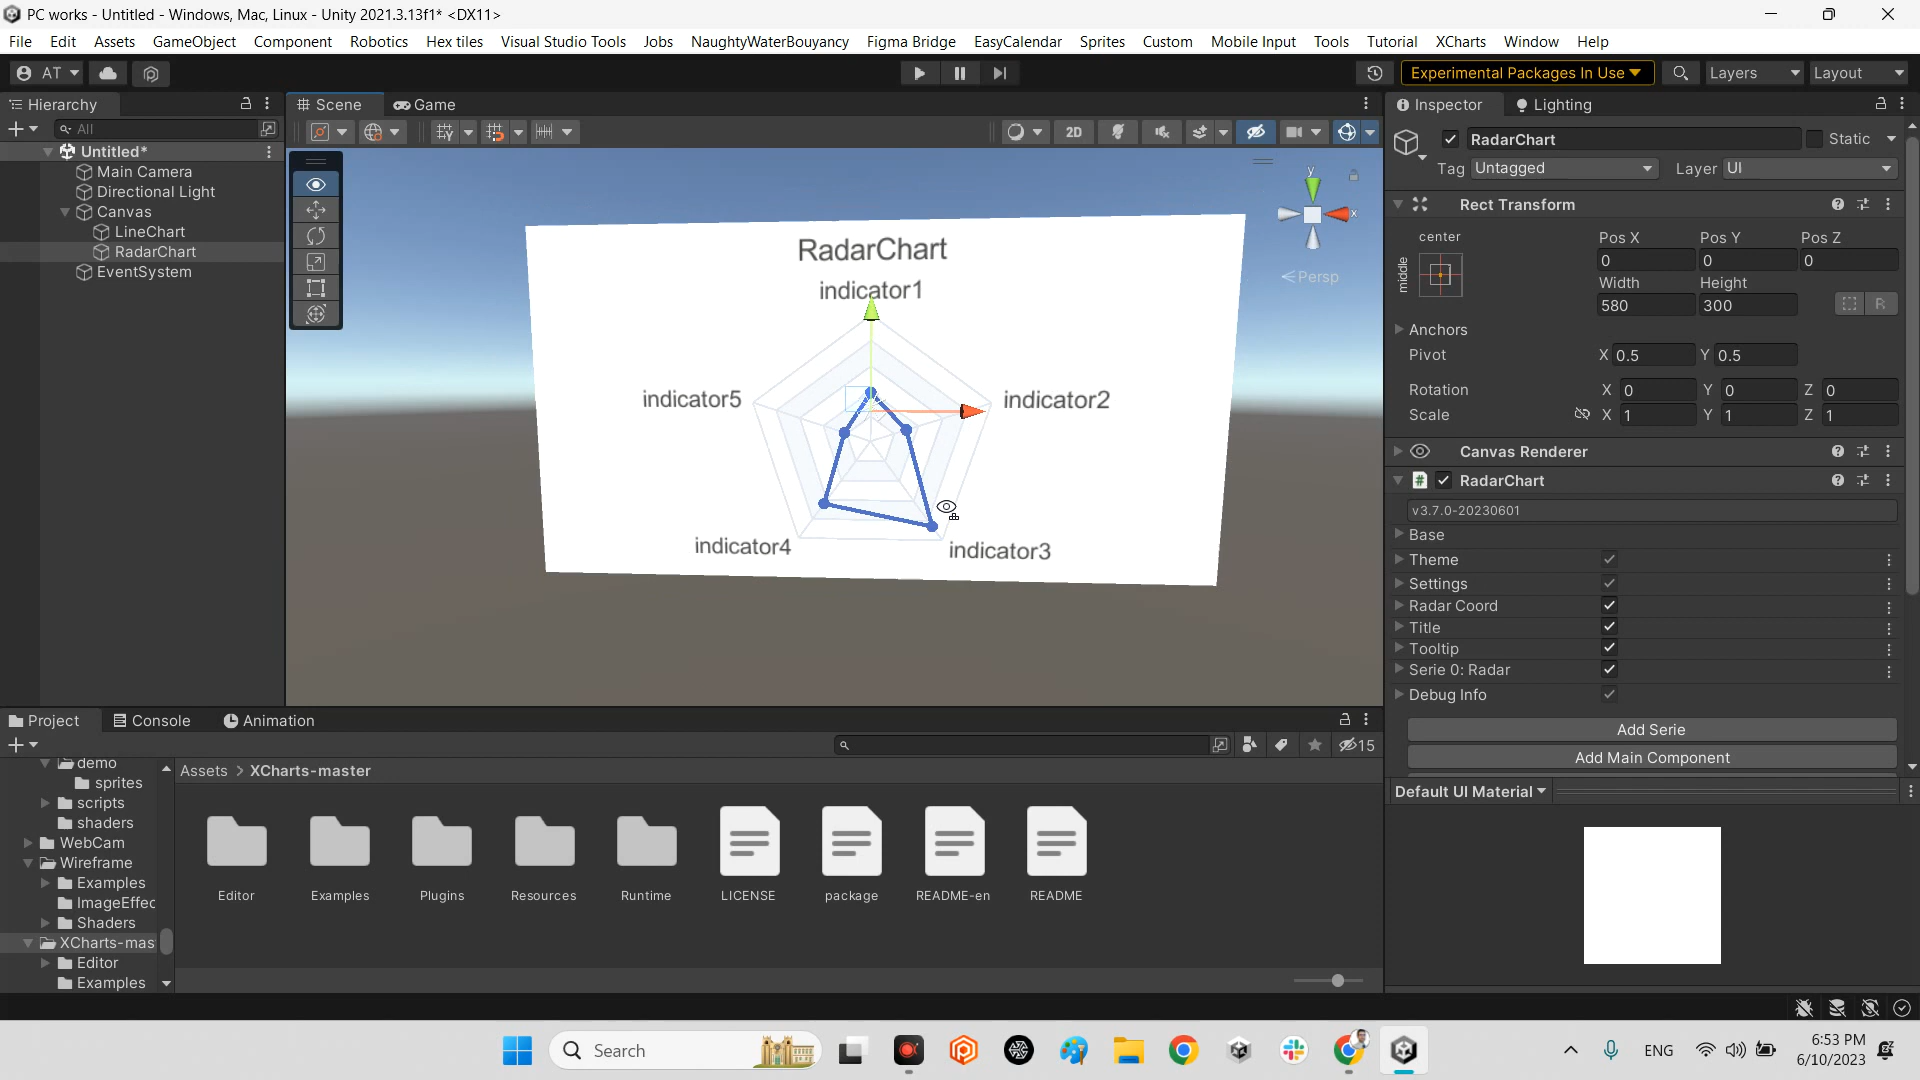 PC works - Untitled - Windows, Mac, Linux - Unity 2021.3.13f1* <DX11>
File Edit Assets GameObject Component Robotics Hex tiles Visual Studio Tools Jobs NaughtyWaterBouyancy Figma Bridge EasyCalendar Sprites Custom Mobile Input Tools Tutorial XCharts Window Help
AT Experimental Packages In Use Layers Layout
Hierarchy
All
Untitled*
Main Camera
Directional Light
Canvas
LineChart
RadarChart
EventSystem
Scene Game
2D
y
x
Persp
RadarChart
indicator1
indicator5
indicator2
indicator4
indicator3
Inspector Lighting
RadarChart Static
Tag Untagged Layer UI
Rect Transform
center
middle
Pos X Pos Y Pos Z
0 0 0
Width Height
580 300
R
Anchors
Pivot X 0.5 Y 0.5
Rotation X 0 Y 0 Z 0
Scale X 1 Y 1 Z 1
Canvas Renderer
# RadarChart
v3.7.0-20230601
Base
Theme
Settings
Radar Coord
Title
Tooltip
Serie 0: Radar
Debug Info
Add Serie
Add Main Component
Default UI Material
Project Console Animation
15
demo
sprites
scripts
shaders
WebCam
Wireframe
Examples
ImageEffec
Shaders
XCharts-mas
Editor
Examples
Assets > XCharts-master
Editor Examples Plugins Resources Runtime LICENSE package README-en README
Search
ENG
6:53 PM
6/10/2023